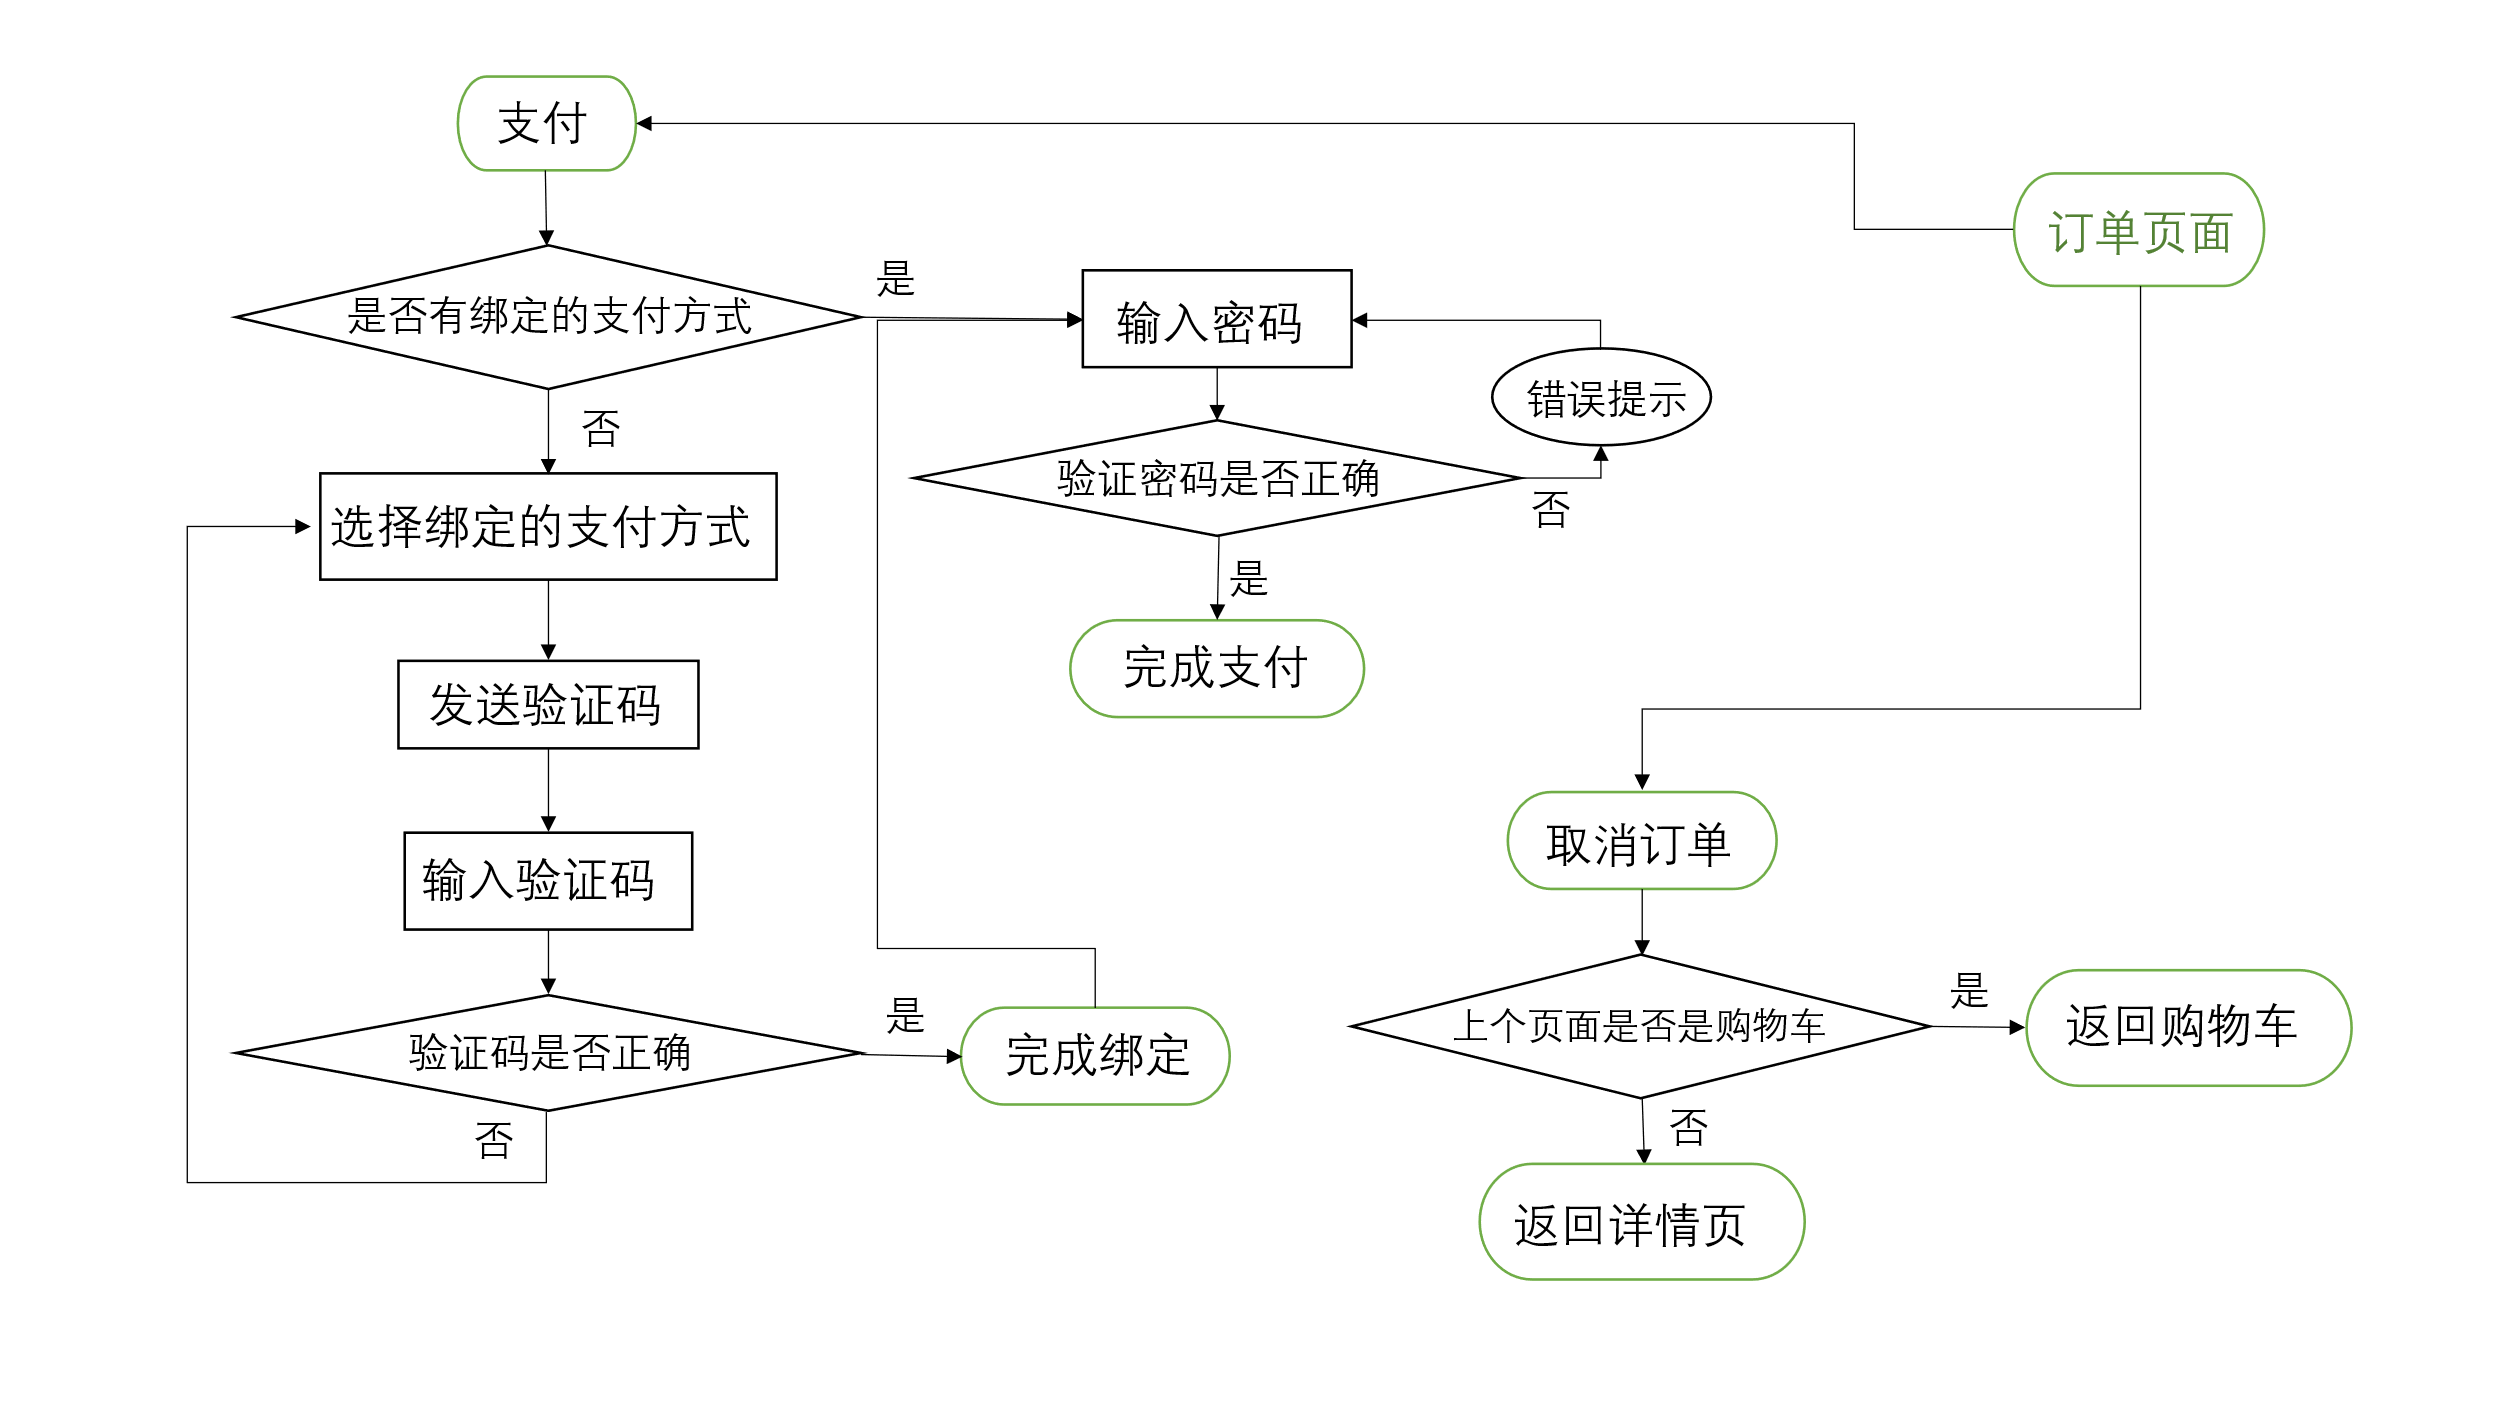 支付
订单页面
是
是否有绑定的支付方式
输入密码
错误提示
否
验证密码是否正确
否
选择绑定的支付方式
是
完成支付
发送验证码
输入验证码
取消订单
是
是
验证码是否正确
完成绑定
上个页面是否是购物车
返回购物车
否
否
返回详情页